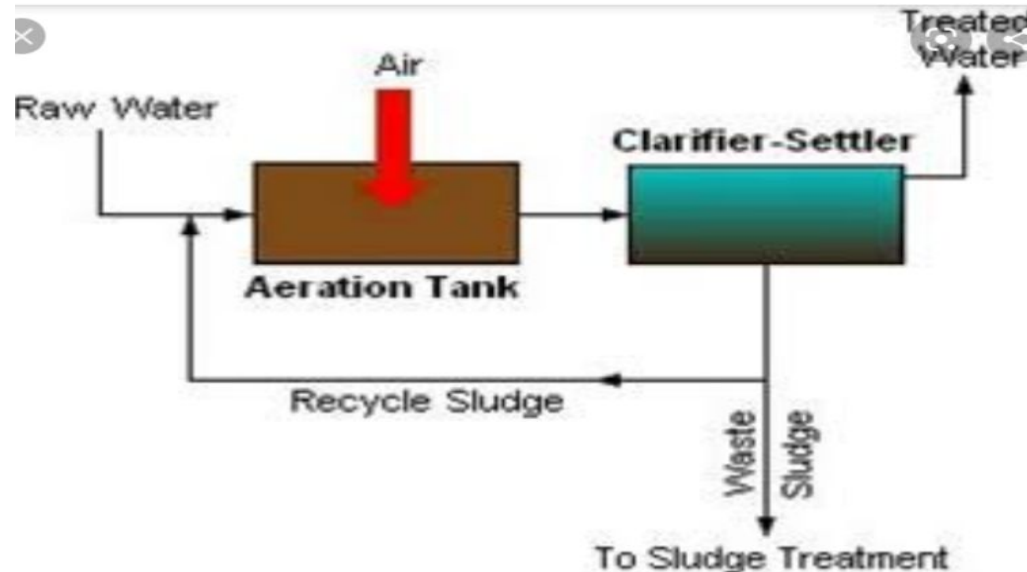 Treated
Water
Air
Raw Water
Clarifier-Settler
Aeration Tank
Recycle Sludge
Waste
Sludge
To Sludge Treatment